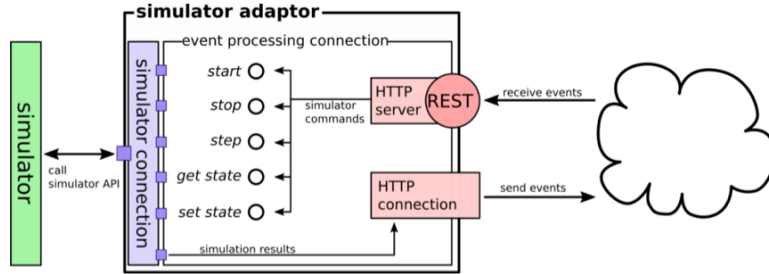 simulator adaptor
event processing connection
simulator
simulator connection
start
stop
step
get state
set state
call
simulator API
simulator
commands
HTTP
server
REST
receive events
HTTP
connection
send events
simulation results